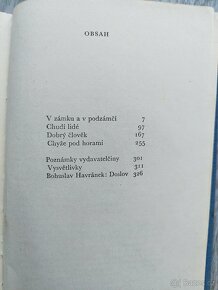 OBSAH
V zámku a v podzámčí 7
Chudí lidé 97
Dobrý člověk 167
Chyže pod horami 255
Poznámky vydavatelčiny 301
Vysvětlivky 311
Bohuslav Havránek: Doslov 326